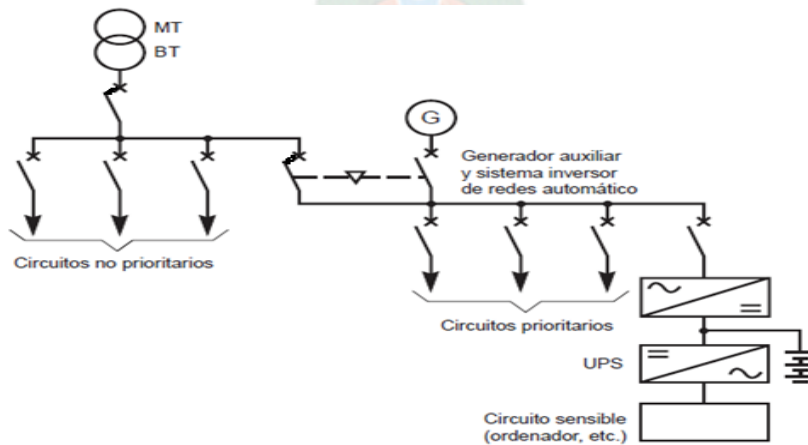 MT
BT
G
Generador auxiliar
y sistema inversor
de redes automático
Circuitos no prioritarios
Circuitos prioritarios
UPS
Circuito sensible
(ordenador, etc.)